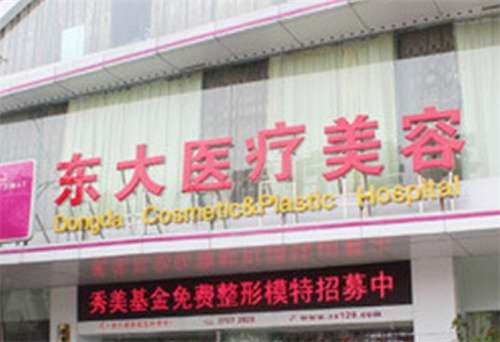 东大医疗美容
Dongda Cosmetic&Plastic Hospital
秀美基金免费整形模特招募中